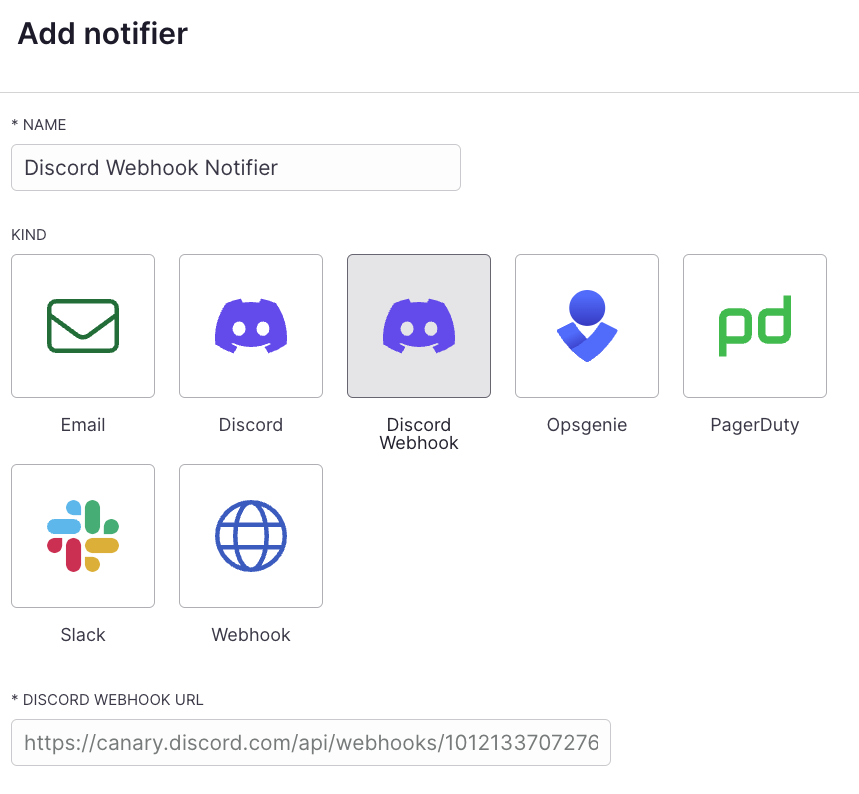 Add notifier
* NAME
Discord Webhook Notifier
KIND
Email
Discord
Discord
Webhook
Opsgenie
pd
PagerDuty
Slack
Webhook
* DISCORD WEBHOOK URL
https://canary.discord.com/api/webhooks/1012133707276